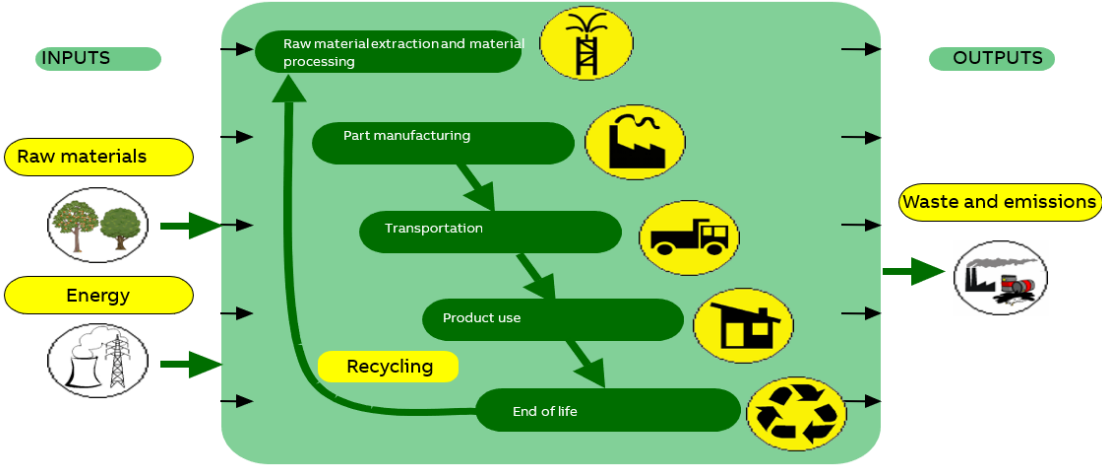 INPUTS
Raw materials
Energy
Raw material extraction and material
processing
Part manufacturing
Transportation
Product use
Recycling
End of life
OUTPUTS
Waste and emissions